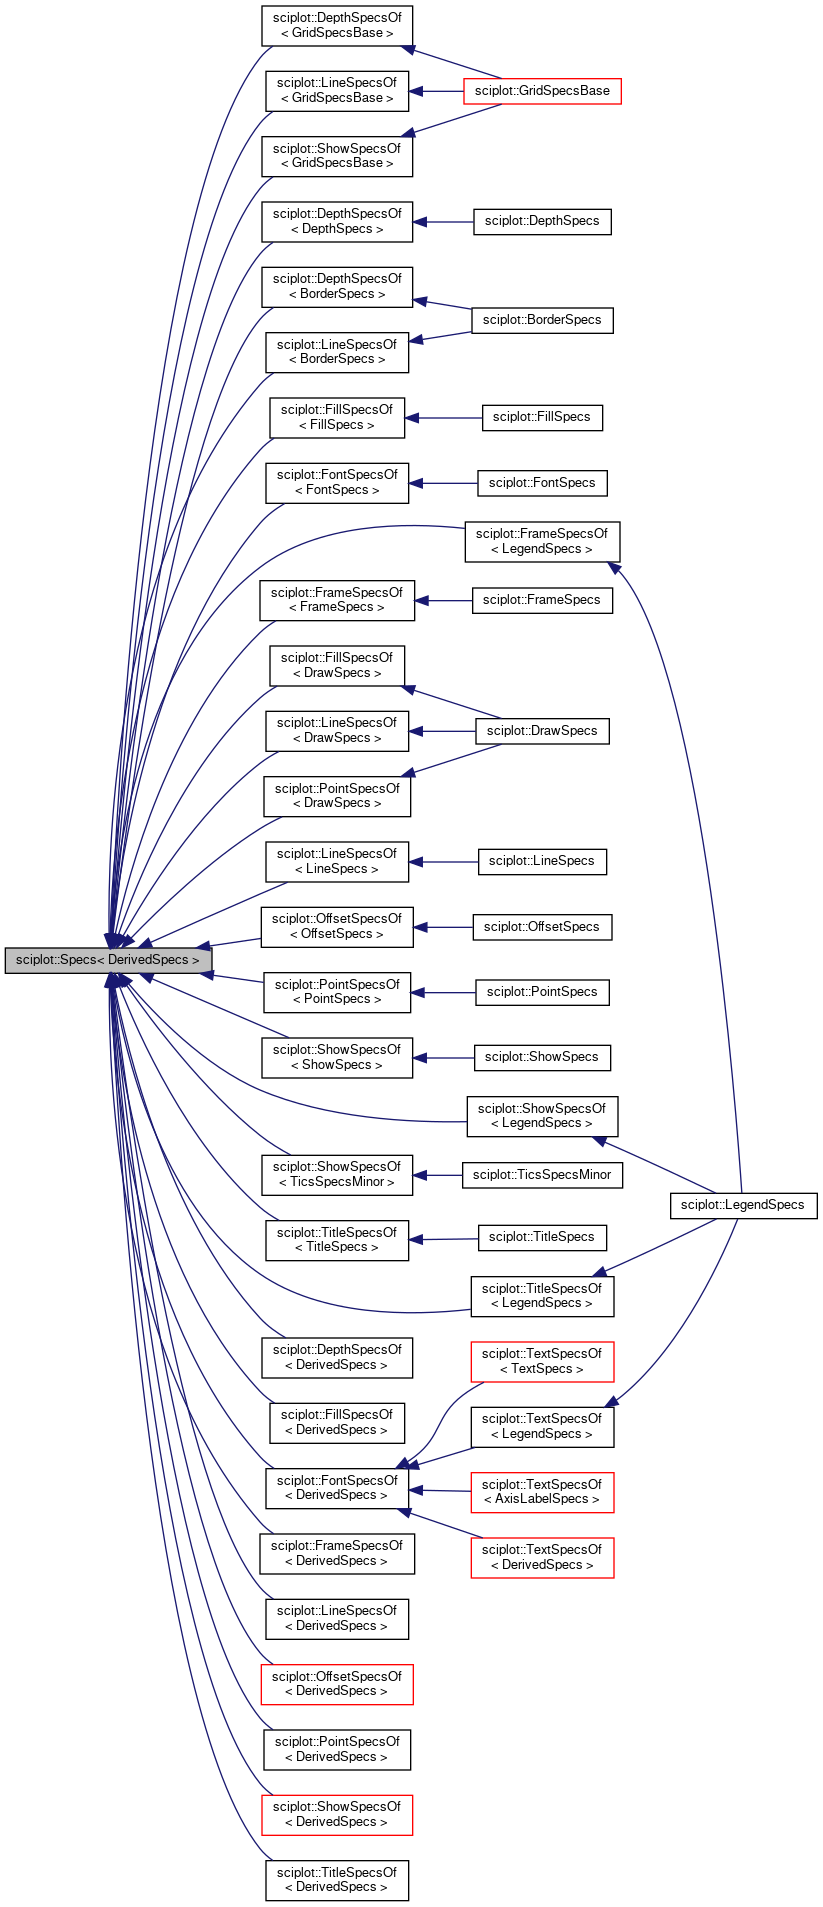 sciplot::DepthSpecsOf
< GridSpecsBase >
sciplot::LineSpecsOf
< GridSpecsBase >
sciplot::GridSpecsBase
sciplot::ShowSpecsOf
< GridSpecsBase >
sciplot::DepthSpecsOf
< DepthSpecs >
sciplot::DepthSpecs
sciplot::DepthSpecsOf
< BorderSpecs >
sciplot::BorderSpecs
sciplot::LineSpecsOf
< BorderSpecs >
sciplot::FillSpecsOf
< FillSpecs >
sciplot::FillSpecs
sciplot::FontSpecsOf
< FontSpecs >
sciplot::FontSpecs
sciplot::FrameSpecsOf
< LegendSpecs >
sciplot::FrameSpecsOf
< FrameSpecs >
sciplot::FrameSpecs
sciplot::FillSpecsOf
< DrawSpecs >
sciplot::LineSpecsOf
< DrawSpecs >
sciplot::DrawSpecs
sciplot::PointSpecsOf
< DrawSpecs >
sciplot::LineSpecsOf
< LineSpecs >
sciplot::LineSpecs
sciplot::OffsetSpecsOf
< OffsetSpecs >
sciplot::OffsetSpecs
sciplot::Specs< DerivedSpecs >
sciplot::PointSpecsOf
< PointSpecs >
sciplot::PointSpecs
sciplot::ShowSpecsOf
< ShowSpecs >
sciplot::ShowSpecs
sciplot::ShowSpecsOf
< LegendSpecs >
sciplot::ShowSpecsOf
< TicsSpecsMinor >
sciplot::TicsSpecsMinor
sciplot::LegendSpecs
sciplot::TitleSpecsOf
< TitleSpecs >
sciplot::TitleSpecs
sciplot::TitleSpecsOf
< LegendSpecs >
sciplot::DepthSpecsOf
< DerivedSpecs >
sciplot::TextSpecsOf
< TextSpecs >
sciplot::FillSpecsOf
< DerivedSpecs >
sciplot::TextSpecsOf
< LegendSpecs >
sciplot::FontSpecsOf
< DerivedSpecs >
sciplot::TextSpecsOf
< AxisLabelSpecs >
sciplot::FrameSpecsOf
< DerivedSpecs >
sciplot::TextSpecsOf
< DerivedSpecs >
sciplot::LineSpecsOf
< DerivedSpecs >
sciplot::OffsetSpecsOf
< DerivedSpecs >
sciplot::PointSpecsOf
< DerivedSpecs >
sciplot::ShowSpecsOf
< DerivedSpecs >
sciplot::TitleSpecsOf
< DerivedSpecs >